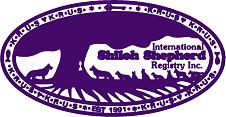 K·R·U·S K·R·U·S
International
Shiloh Shepherd
Registry Inc.
K·R·U·S EST 1991 K·R·U·S